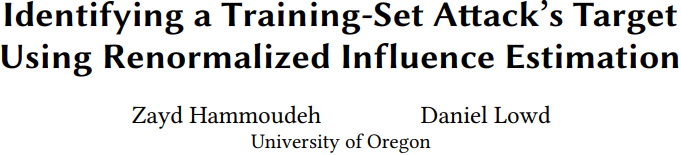 Identifying a Training-Set Attack’s Target
Using Renormalized Influence Estimation
Zayd Hammoudeh Daniel Lowd
University of Oregon